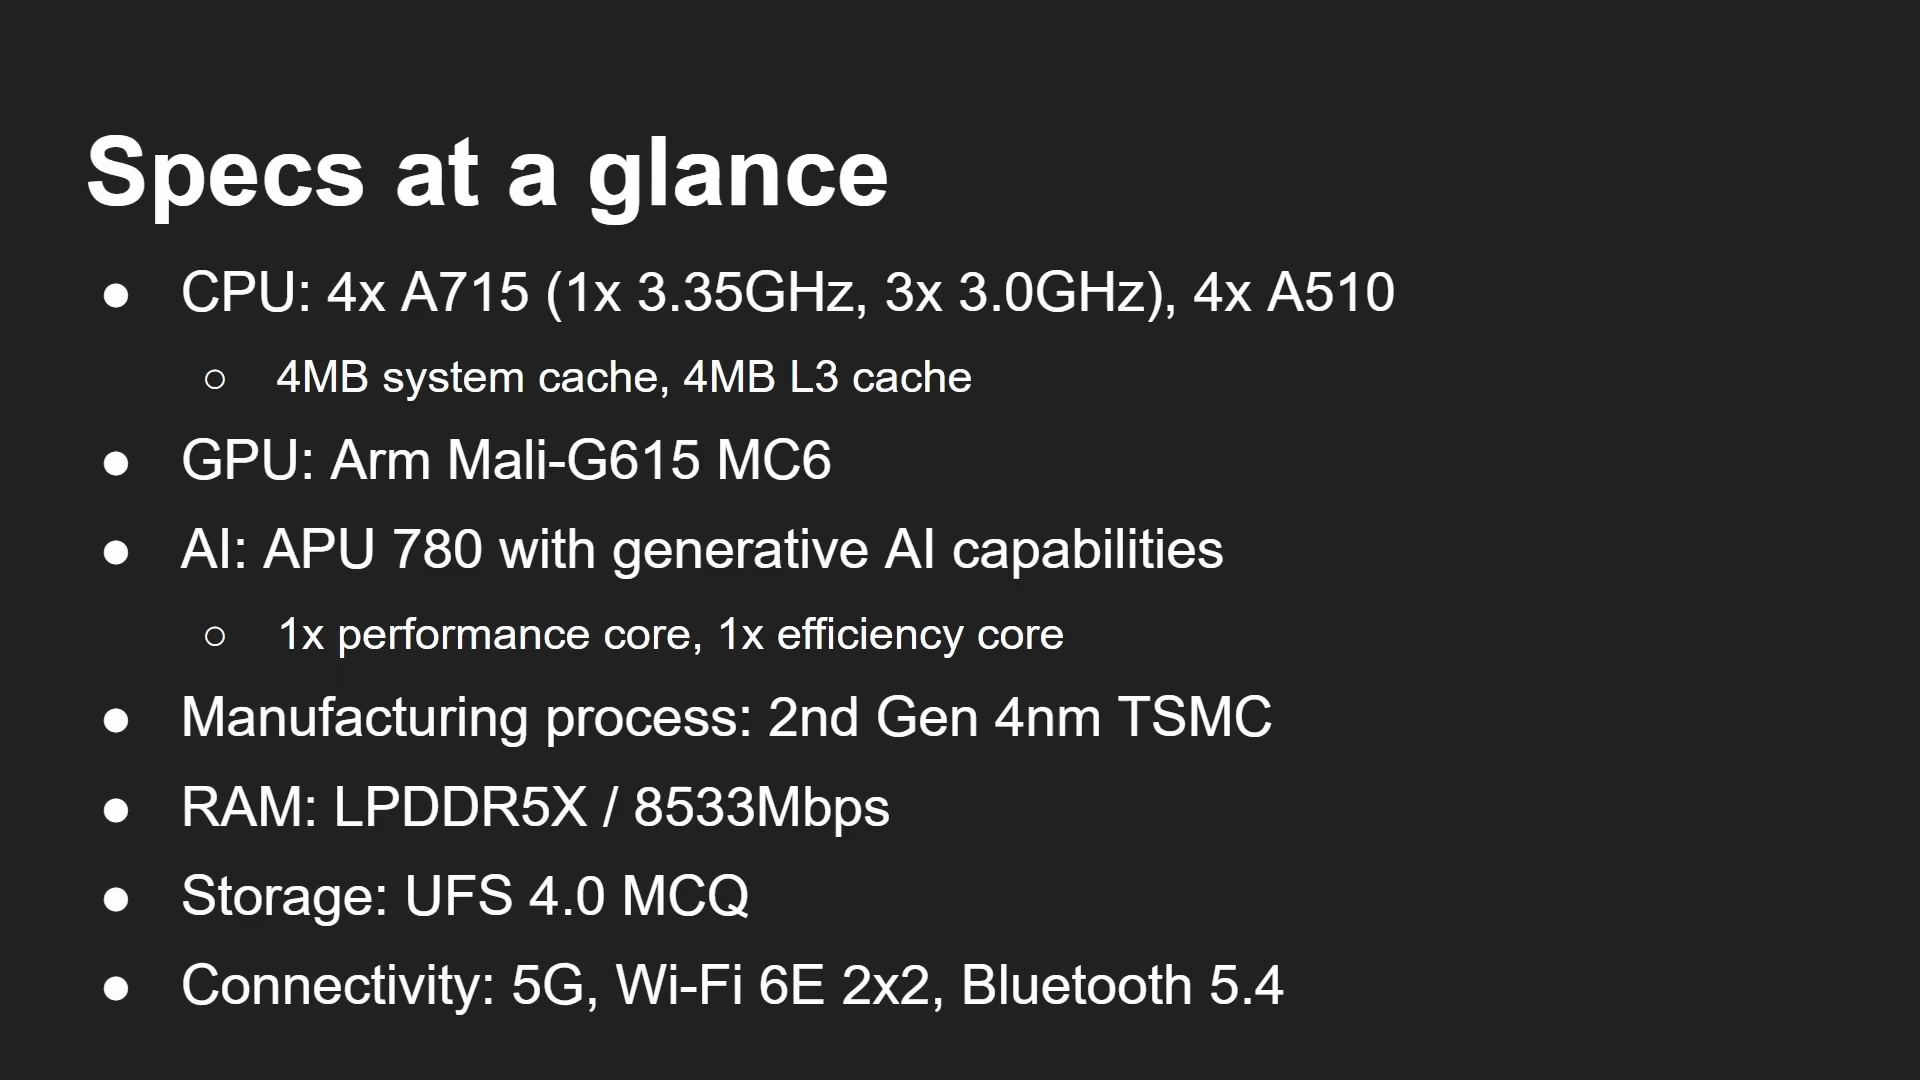 Specs at a glance
● CPU: 4x A715 (1x 3.35GHz, 3x 3.0GHz), 4x A510
○ 4MB system cache, 4MB L3 cache
● GPU: Arm Mali-G615 MC6
● AI: APU 780 with generative AI capabilities
○ 1x performance core, 1x efficiency core
● Manufacturing process: 2nd Gen 4nm TSMC
● RAM: LPDDR5X / 8533Mbps
● Storage: UFS 4.0 MCQ
● Connectivity: 5G, Wi-Fi 6E 2x2, Bluetooth 5.4